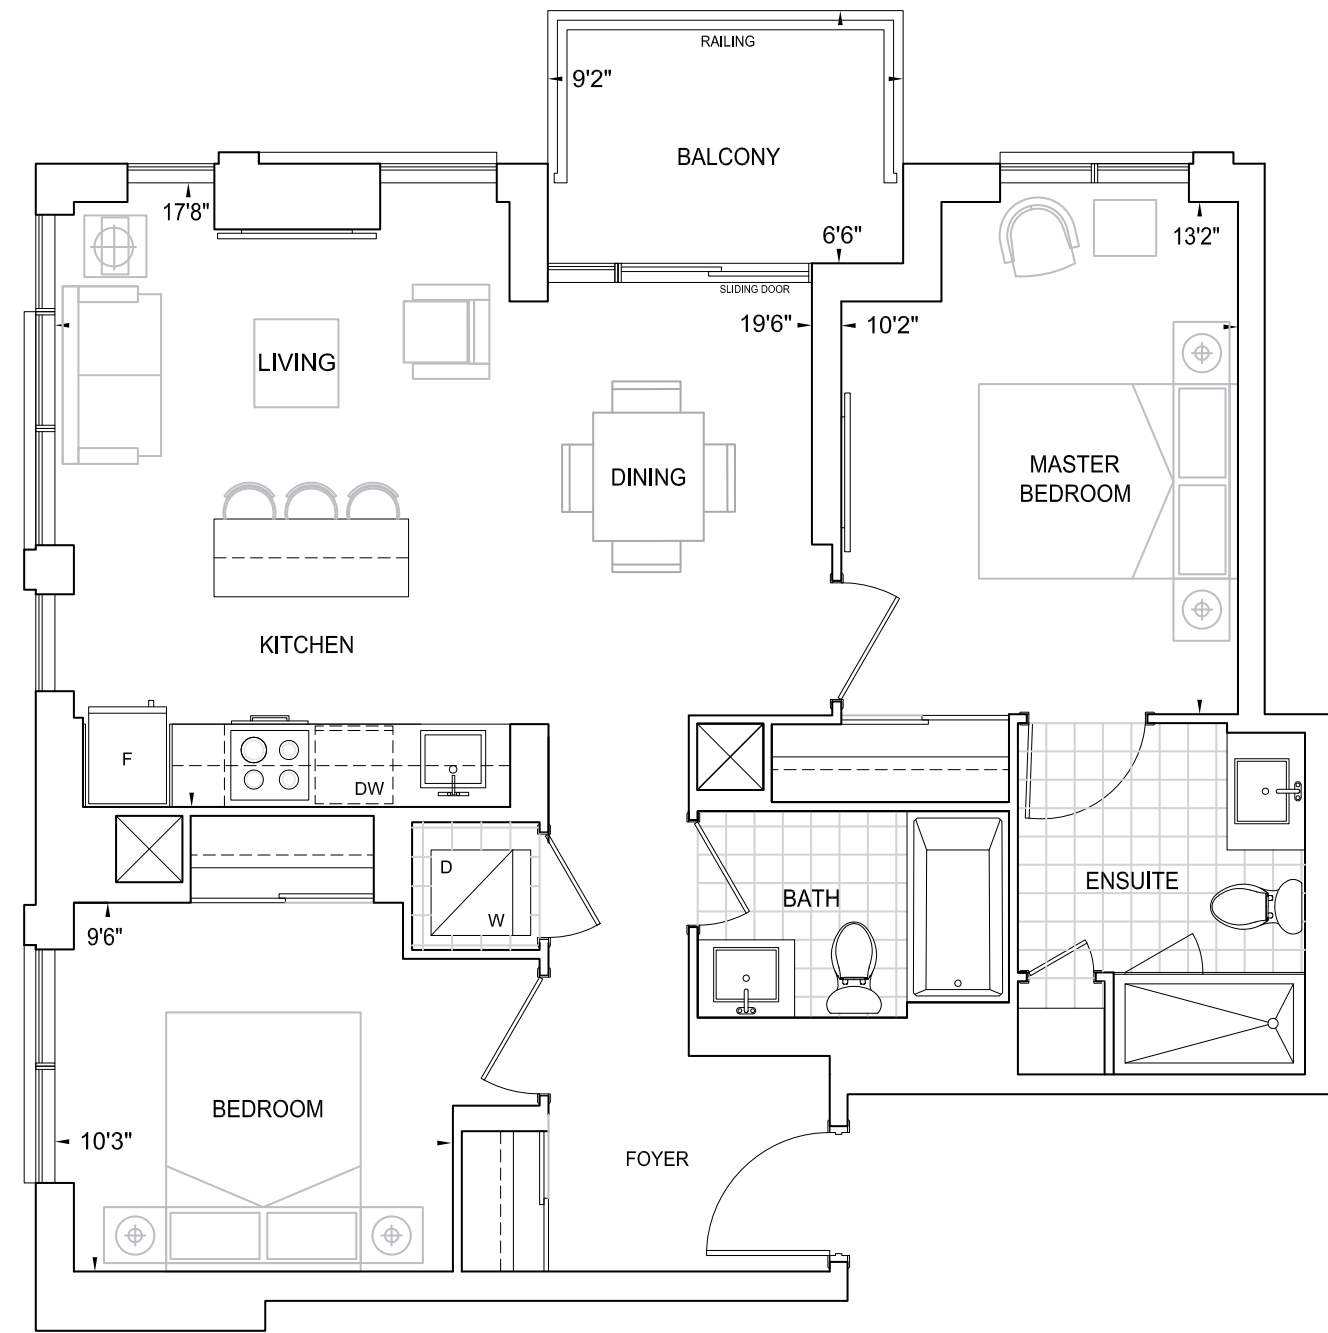 RAILING
9'2"
BALCONY
17'8"
6'6"
13'2"
SLIDING DOOR
19'6"
10'2"
LIVING
MASTER
BEDROOM
DINING
KITCHEN
F
DW
D
W
BATH
ENSUITE
9'6"
BEDROOM
10'3"
FOYER